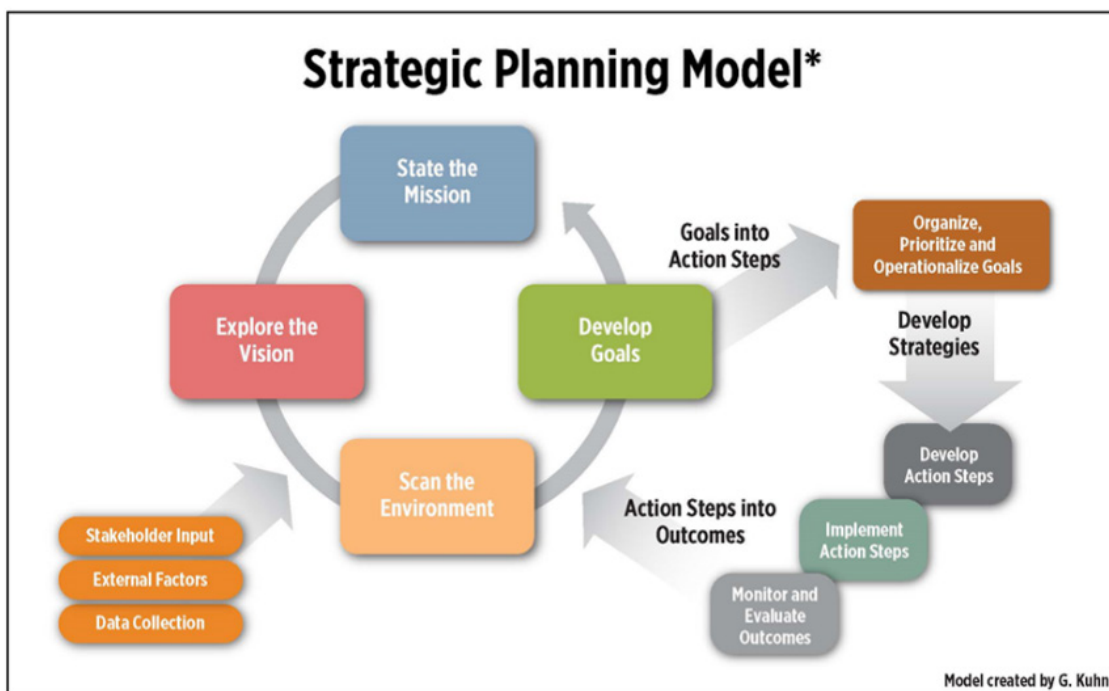 Strategic Planning Model*
State the
Mission
Explore the
Vision
Develop
Goals
Scan the
Environment
Stakeholder Input
External Factors
Data Collection
Goals into
Action Steps
Organize,
Prioritize and
Operationalize Goals
Develop
Strategies
Develop
Action Steps
Implement
Action Steps
Monitor and
Evaluate
Outcomes
Action Steps into
Outcomes
Model created by G. Kuhn